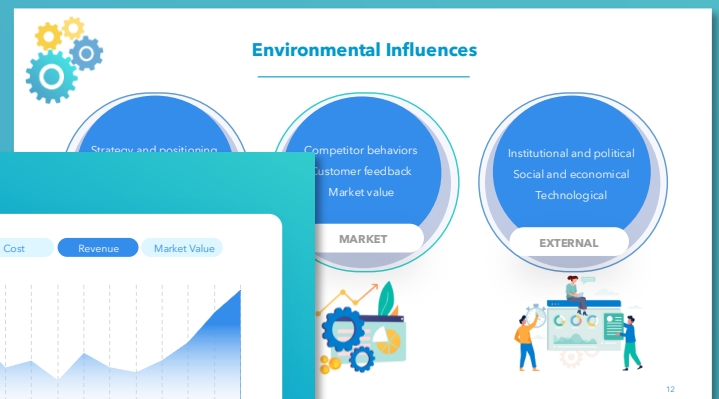 Environmental Influences
Strategy and positioning
Competitor behaviors
Customer feedback
Market value
MARKET
Institutional and political
Social and economical
Technological
EXTERNAL
Cost
Revenue
Market Value
12